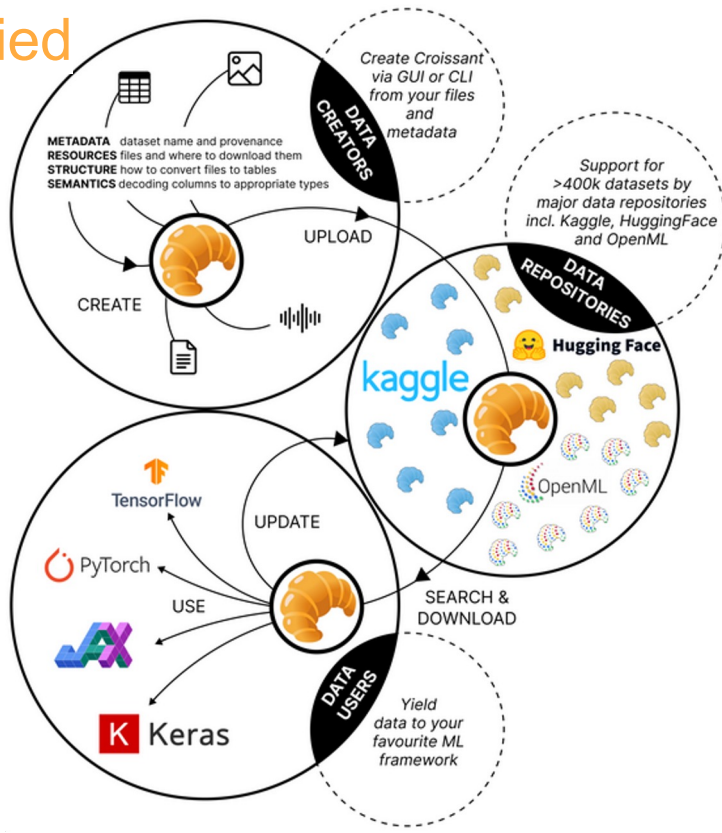 ied
Create Croissant
via GUI or CLI
from your files
and
metadata
DATA
CREATORS
METADATA dataset name and provenance
RESOURCES files and where to download them
STRUCTURE how to convert files to tables
SEMANTICS decoding columns to appropriate types
UPLOAD
CREATE
Support for
>400k datasets by
major data repositories
incl. Kaggle, HuggingFace
and OpenML
DATA
REPOSITORIES
Hugging Face
kaggle
OpenML
TensorFlow
UPDATE
PyTorch
USE
JAX
K Keras
SEARCH &
DOWNLOAD
DATA
USERS
Yield
data to your
favourite ML
framework